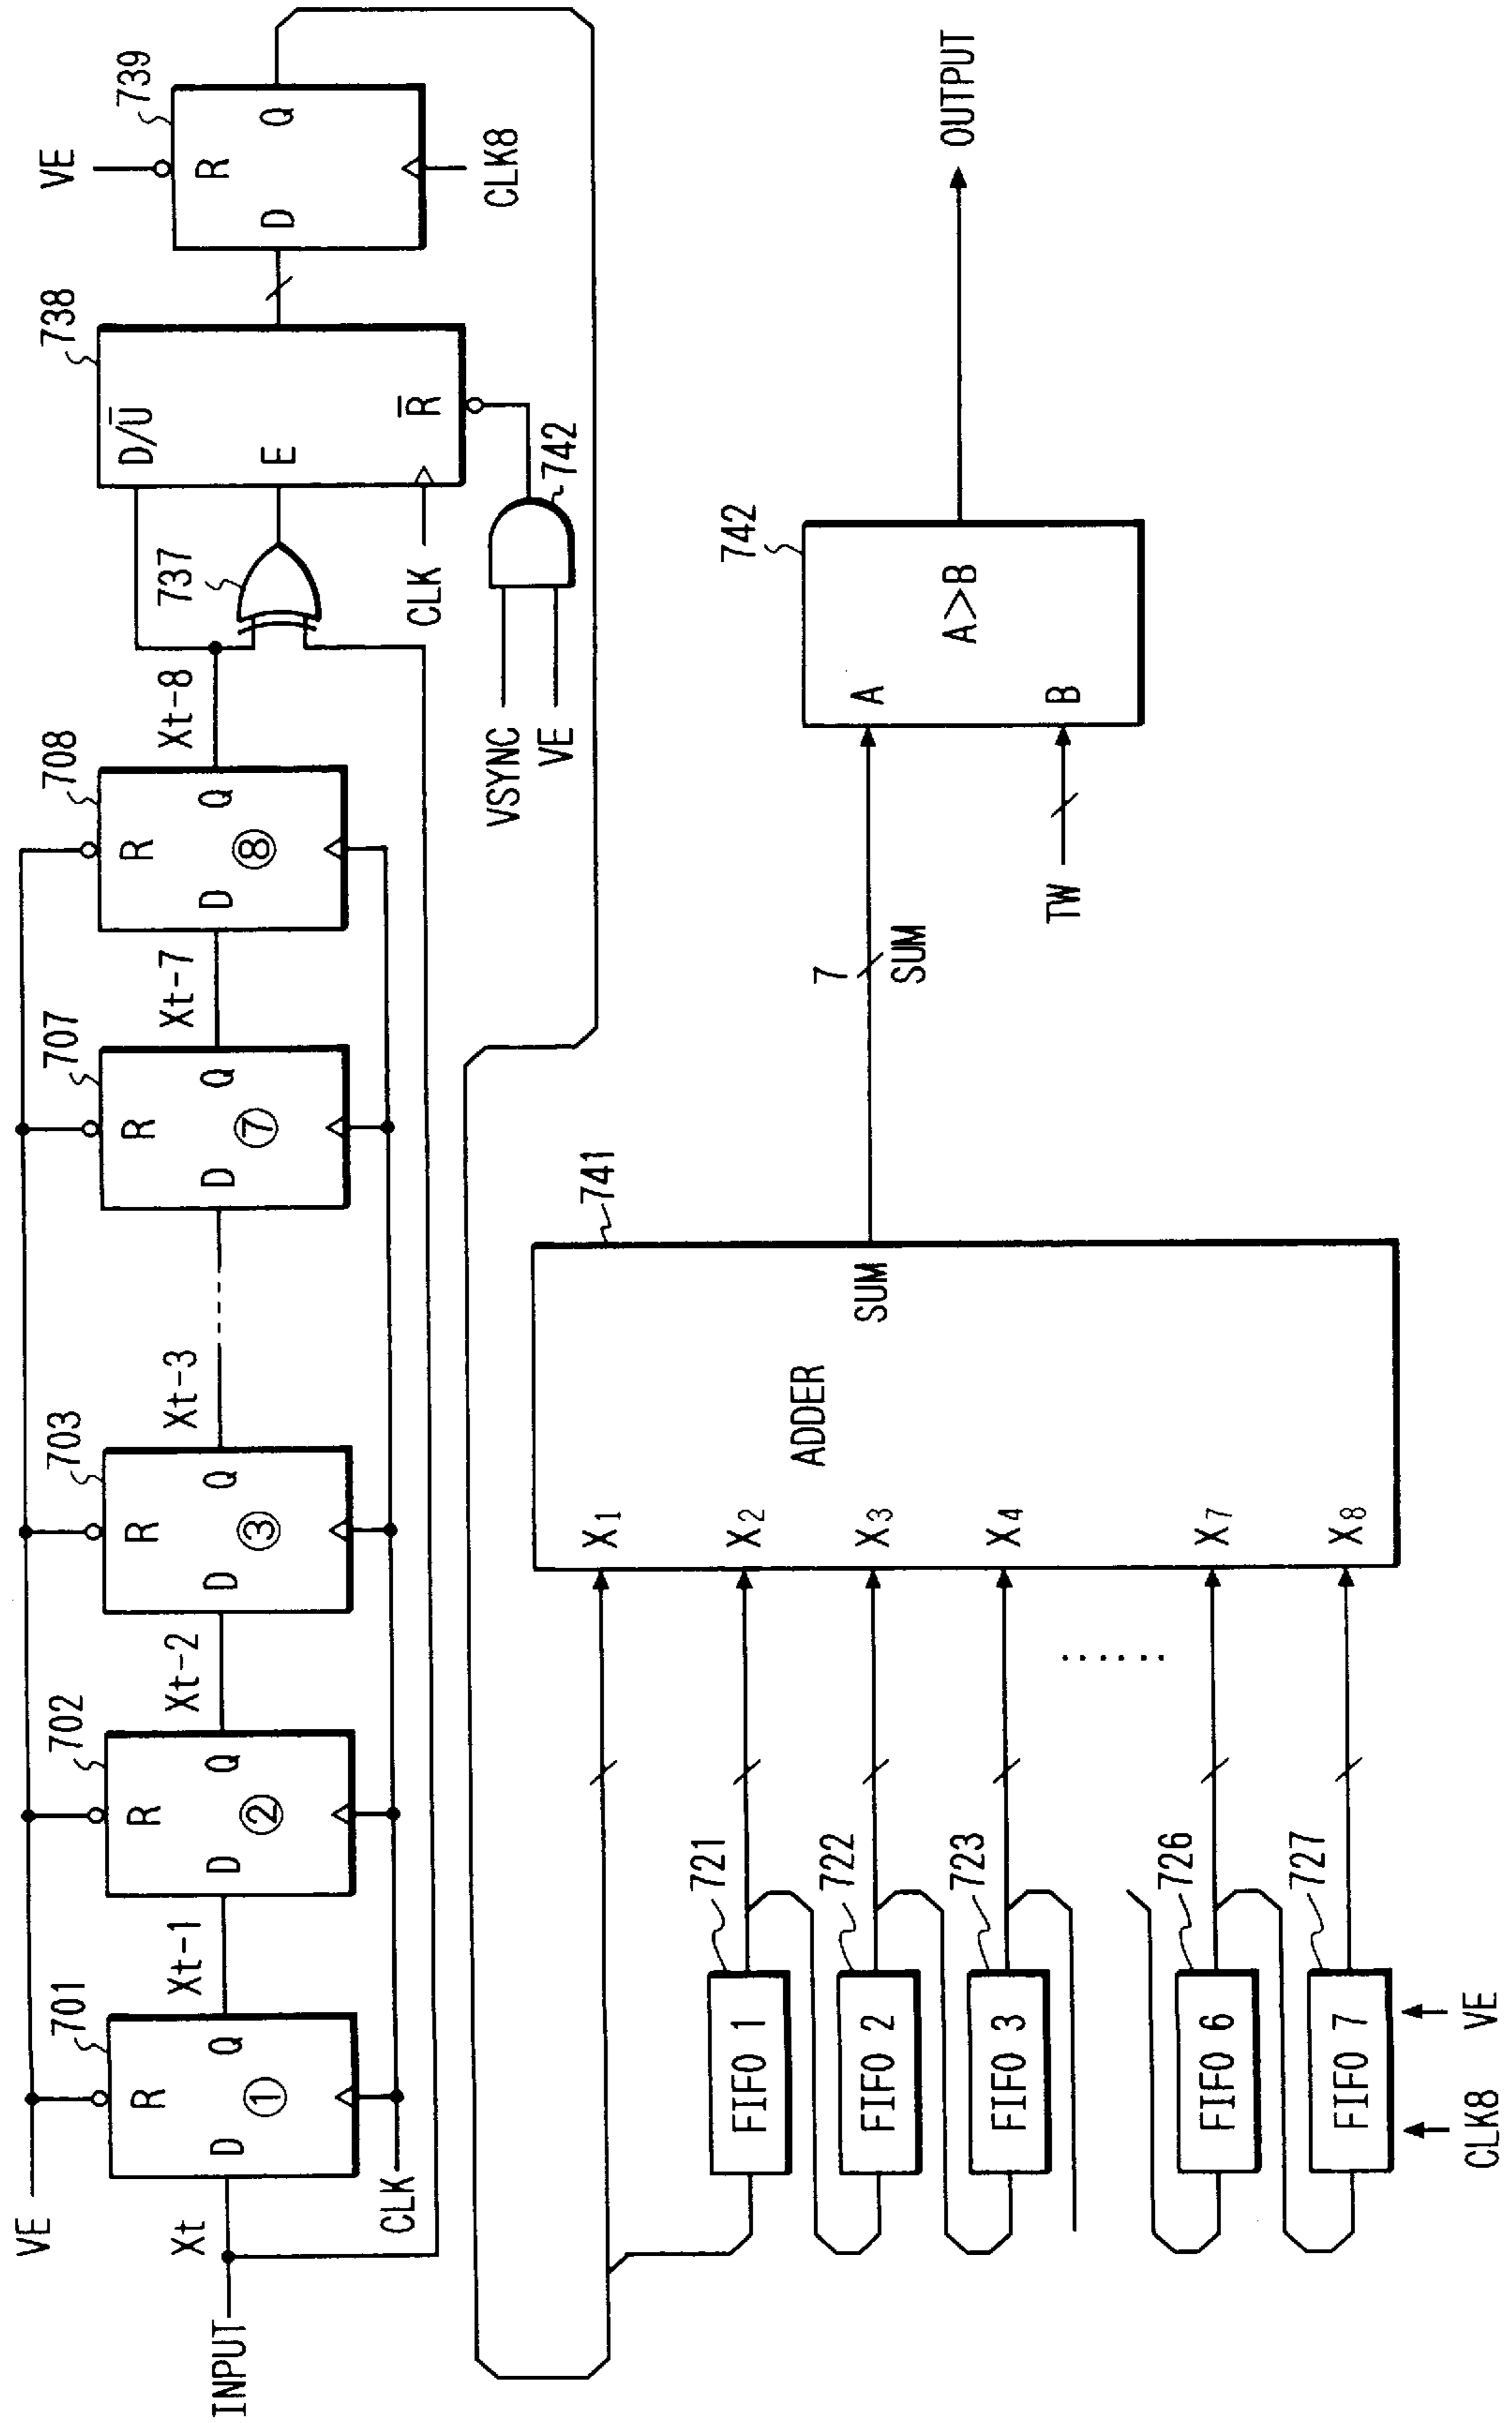 VE
INPUT
Xt
701
D
R
Q
①
CLK
Xt-1
702
D
R
Q
②
Xt-2
703
D
R
Q
③
Xt-3
707
D
R
Q
⑦
Xt-7
708
D
R
Q
⑧
Xt-8
737
738
D/U̅
E
R̅
CLK
742
VSYNC
VE
739
VE
D
R
Q
CLK8
721
FIFO 1
722
FIFO 2
723
FIFO 3
726
FIFO 6
727
FIFO 7
CLK8
VE
......
741
X1
X2
X3
X4
X7
X8
ADDER
SUM
7
SUM
TW
742
A
B
A>B
OUTPUT